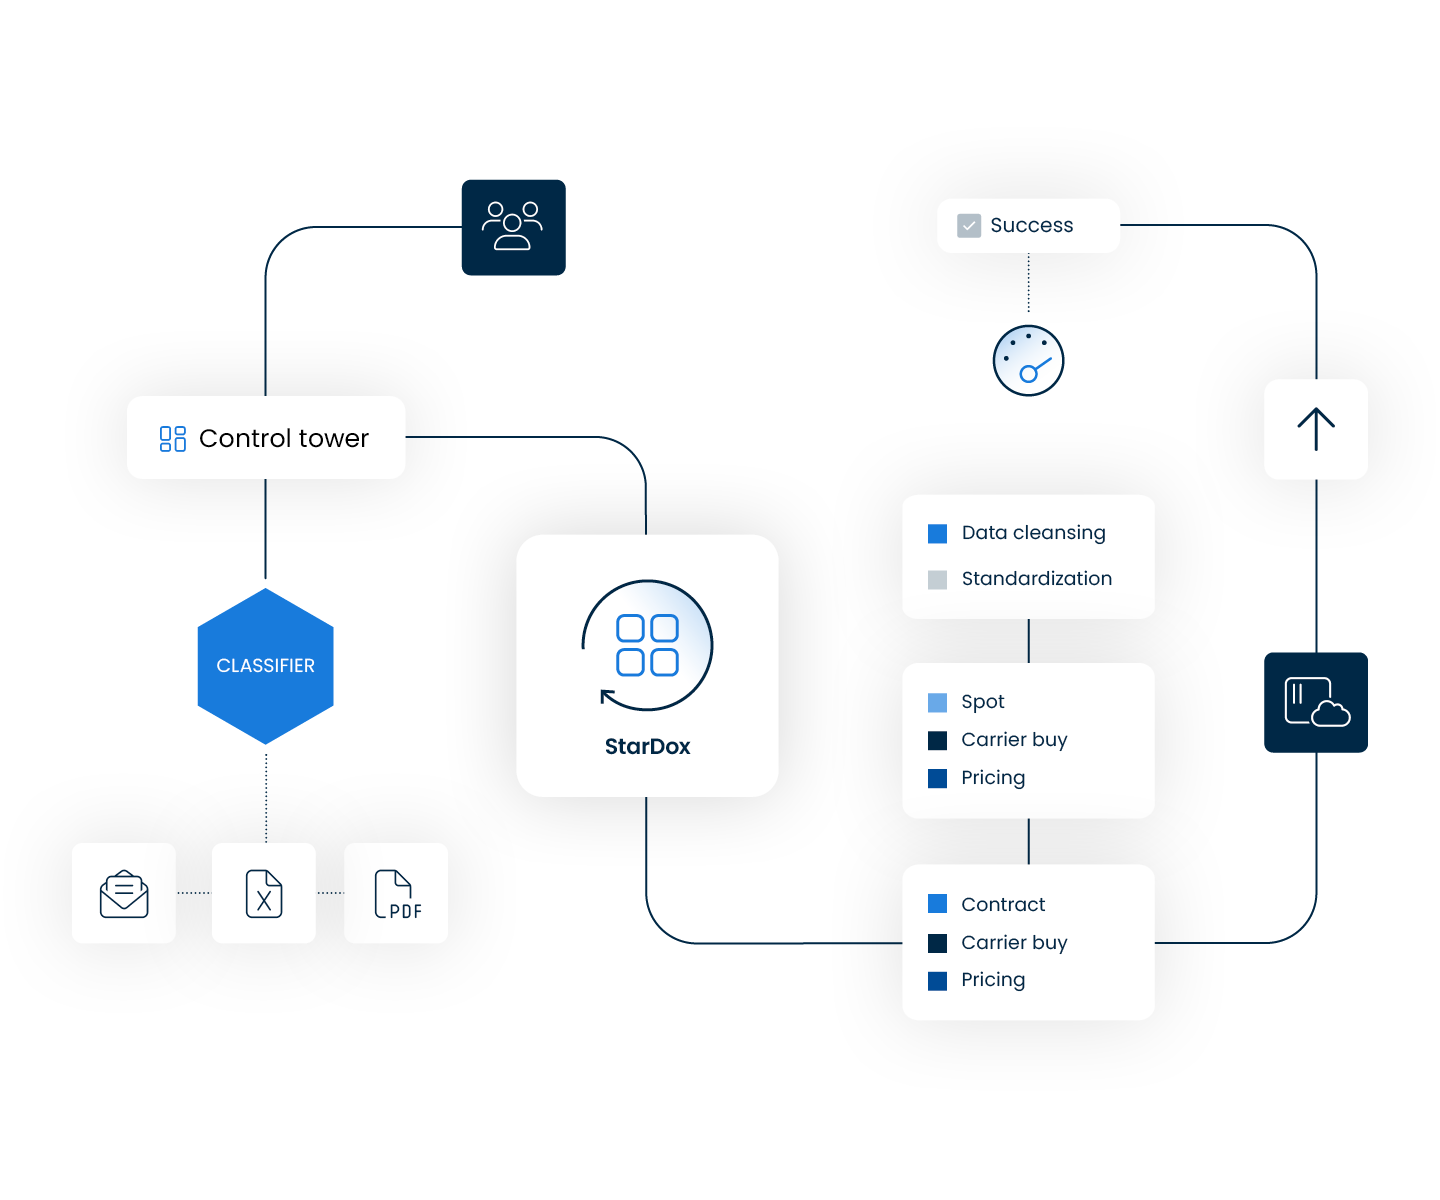 Success
Control tower
Data cleansing
Standardization
CLASSIFIER
StarDox
Spot
Carrier buy
Pricing
X
PDF
Contract
Carrier buy
Pricing